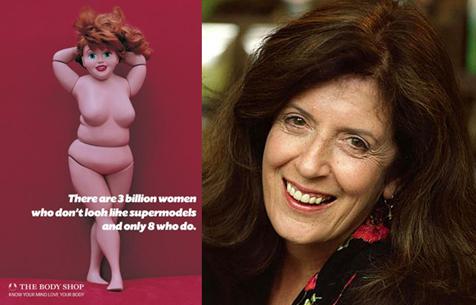 There are 3 billion women
who don't look like supermodels
and only 8 who do.
THE BODY SHOP
KNOW YOUR MIND LOVE YOUR BODY